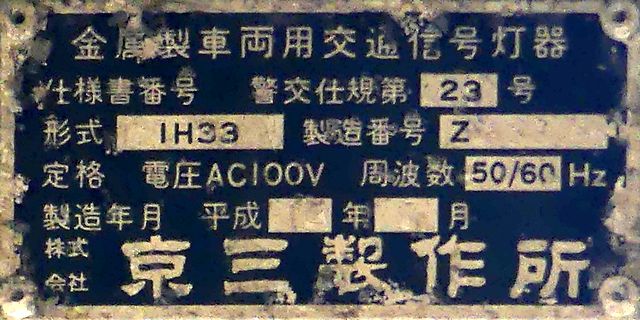 金属製車両用交通信号灯器
仕様書番号 警交仕規第 23 号
形式 1H33 製造番号 Z
定格 電圧AC100V 周波数 50/60 Hz
製造年月 平成 年 月
株式会社 京三製作所